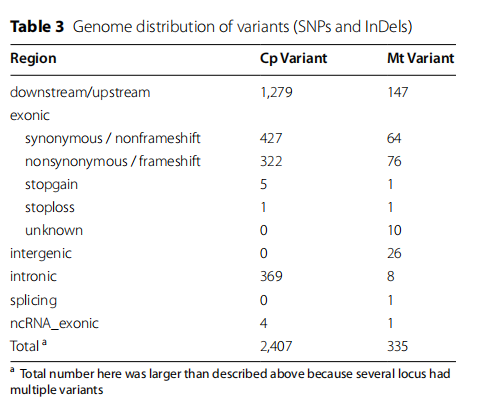 Table 3 Genome distribution of variants (SNPs and InDels)
Region Cp Variant Mt Variant
downstream/upstream 1,279 147
exonic
synonymous / nonframeshift 427 64
nonsynonymous / frameshift 322 76
stopgain 5 1
stoploss 1 1
unknown 0 10
intergenic 0 26
intronic 369 8
splicing 0 1
ncRNA_exonic 4 1
Total a 2,407 335
a Total number here was larger than described above because several locus had
multiple variants